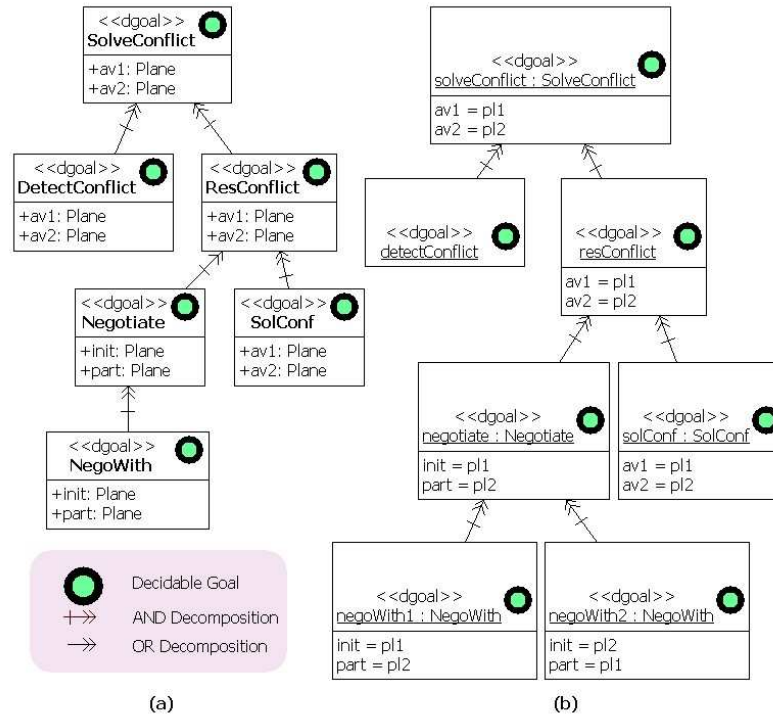 <<dgoal>>
SolveConflict
+av1: Plane
+av2: Plane
<<dgoal>>
DetectConflict
+av1: Plane
+av2: Plane
<<dgoal>>
ResConflict
+av1: Plane
+av2: Plane
<<dgoal>>
Negotiate
+init: Plane
+part: Plane
<<dgoal>>
SolConf
+av1: Plane
+av2: Plane
<<dgoal>>
NegoWith
+init: Plane
+part: Plane
Decidable Goal
AND Decomposition
OR Decomposition
(a)
<<dgoal>>
solveConflict : SolveConflict
av1 = pl1
av2 = pl2
<<dgoal>>
detectConflict
<<dgoal>>
resConflict
av1 = pl1
av2 = pl2
<<dgoal>>
negotiate : Negotiate
init = pl1
part = pl2
<<dgoal>>
solConf : SolConf
av1 = pl1
av2 = pl2
<<dgoal>>
negoWith1 : NegoWith
init = pl1
part = pl2
<<dgoal>>
negoWith2 : NegoWith
init = pl2
part = pl1
(b)